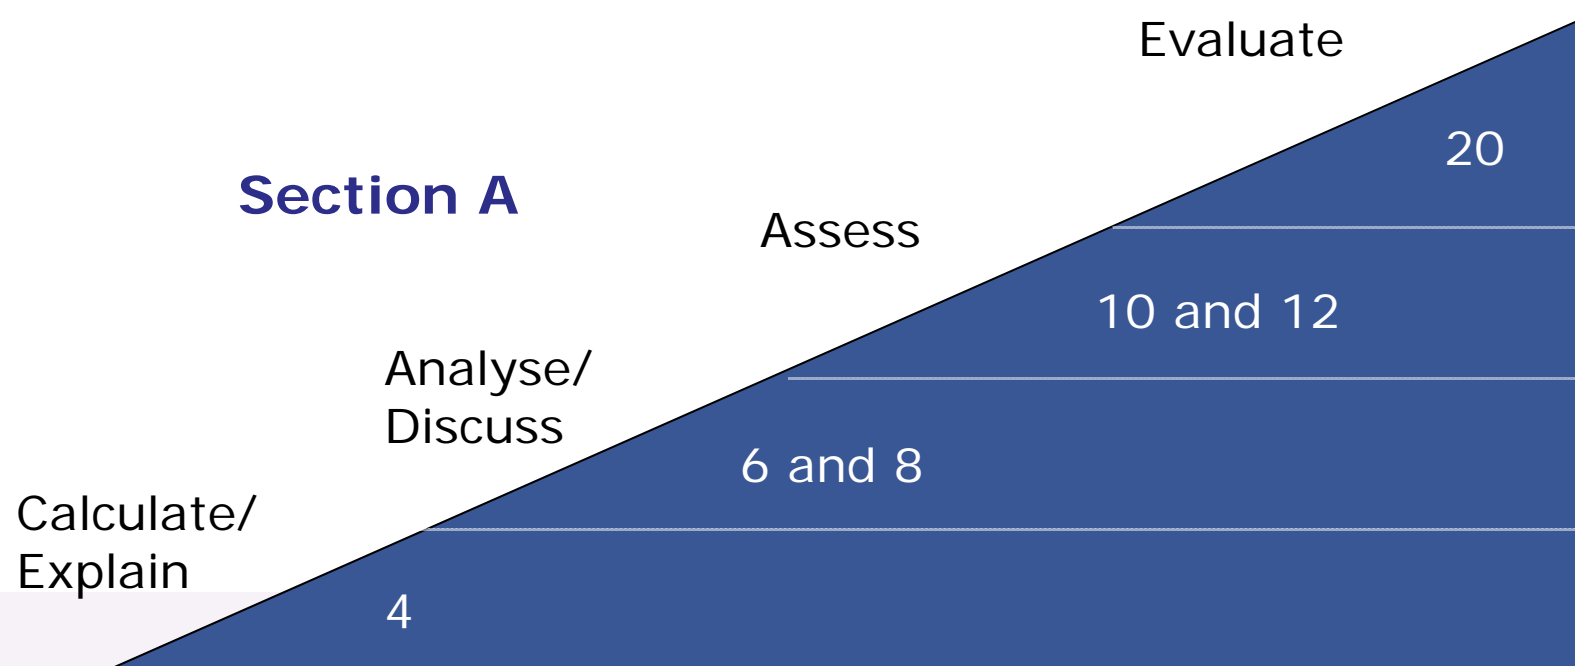 Evaluate
20
Section A
Assess
10 and 12
Analyse/
Discuss
6 and 8
Calculate/
Explain
4